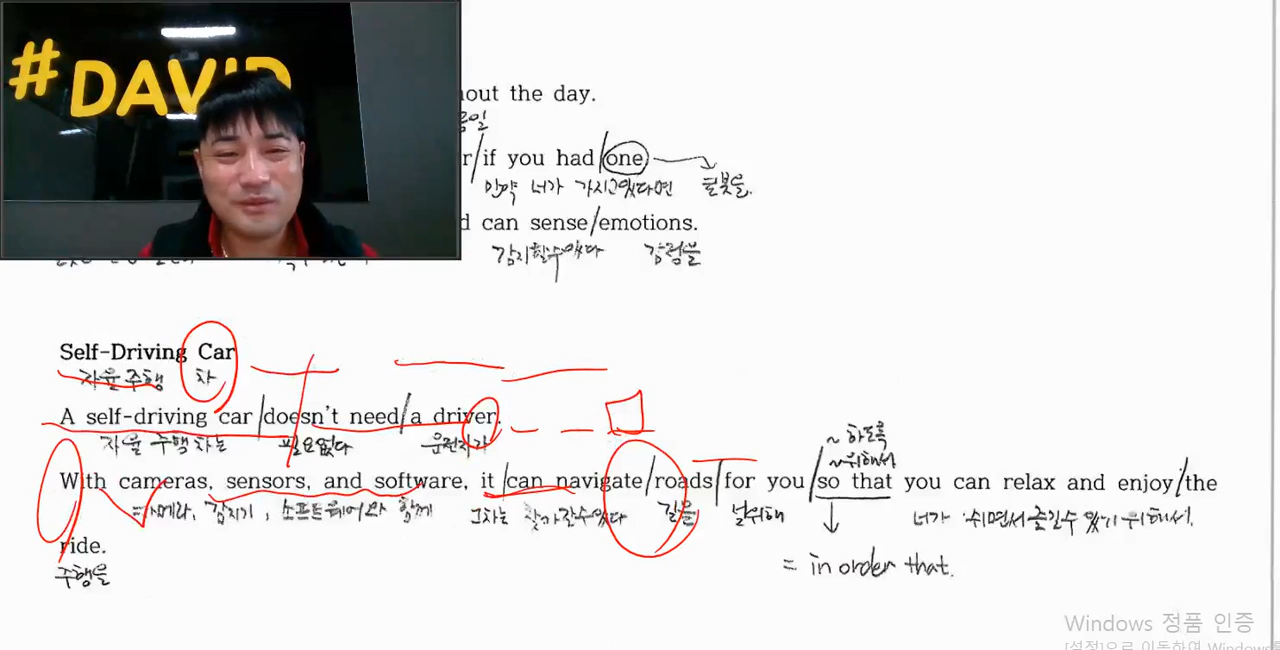 #DAVID
hout the day.
r if you had one
만약 너가 가지고있다면 로봇을.
d can sense emotions.
감지할수있다 감정을
Self-Driving Car
자율 주행 차
A self-driving car doesn't need a driver.
자율 주행 차는 필요없다 운전자가
~ 하도록
~위해서
With cameras, sensors, and software, it can navigate roads for you so that you can relax and enjoy the
카메라, 감지기, 소프트웨어와 함께 그차는 찾아갈수있다 길을 널위해 너가 쉬면서 즐길수 있기 위해서.
ride.
주행을
= in order that.
Windows 정품 인증